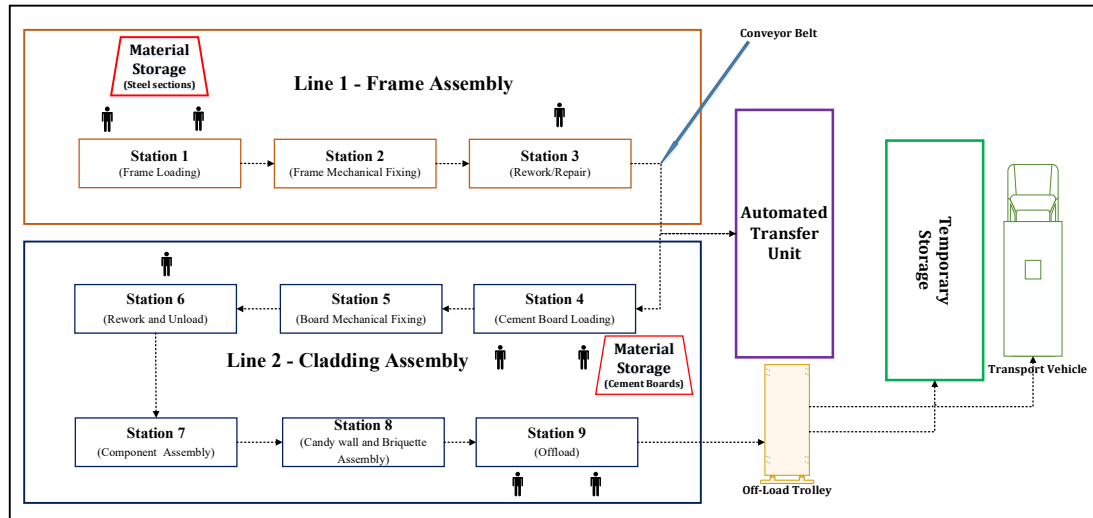 Conveyor Belt
Material
Storage
(Steel sections)
Line 1 - Frame Assembly
Station 1
(Frame Loading)
Station 2
(Frame Mechanical Fixing)
Station 3
(Rework/Repair)
Automated
Transfer
Unit
Temporary
Storage
Transport Vehicle
Station 6
(Rework and Unload)
Station 5
(Board Mechanical Fixing)
Station 4
(Cement Board Loading)
Line 2 - Cladding Assembly
Material
Storage
(Cement Boards)
Station 7
(Component Assembly)
Station 8
(Candy wall and Briquette
Assembly)
Station 9
(Offload)
Off-Load Trolley